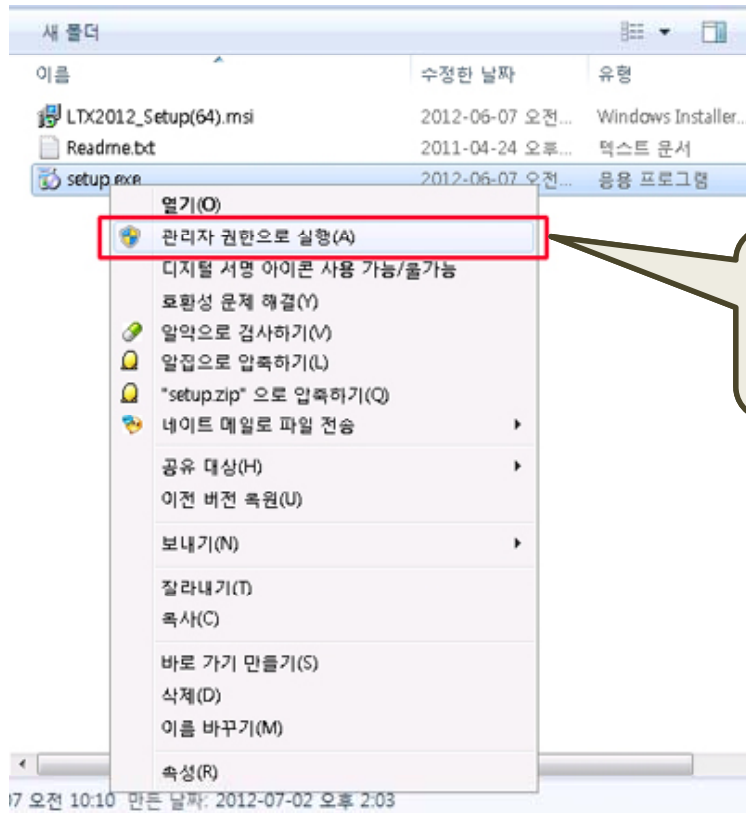 새 폴더
이름 수정한 날짜 유형
LTX2012_Setup(64).msi 2012-06-07 오전... Windows Installer...
Readme.txt 2011-04-24 오후... 텍스트 문서
setup.exe 2012-06-07 오전... 응용 프로그램
열기(O)
관리자 권한으로 실행(A)
디지털 서명 아이콘 사용 가능/불가능
호환성 문제 해결(Y)
알약으로 검사하기(V)
알집으로 압축하기(L)
"setup.zip" 으로 압축하기(Q)
네이트 메일로 파일 전송
공유 대상(H)
이전 버전 복원(U)
보내기(N)
잘라내기(T)
복사(C)
바로 가기 만들기(S)
삭제(D)
이름 바꾸기(M)
속성(R)
07 오전 10:10 만든 날짜: 2012-07-02 오후 2:03